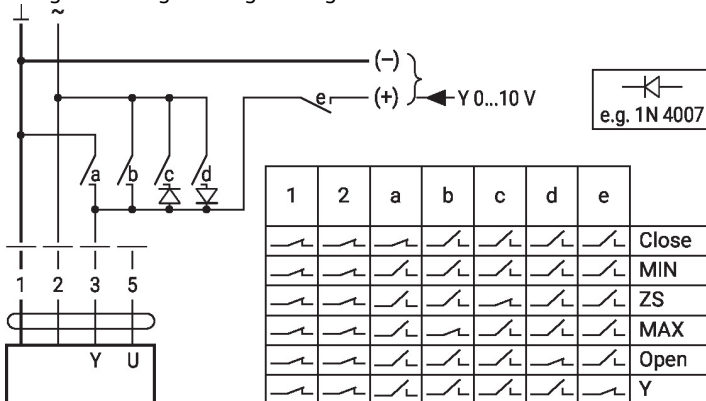 ⊥ ~
(–)
e (+) Y 0...10 V
e.g. 1N 4007
a b c d
1 2 a b c d e
Close
MIN
1 2 3 5
ZS
MAX
Y U
Open
Y